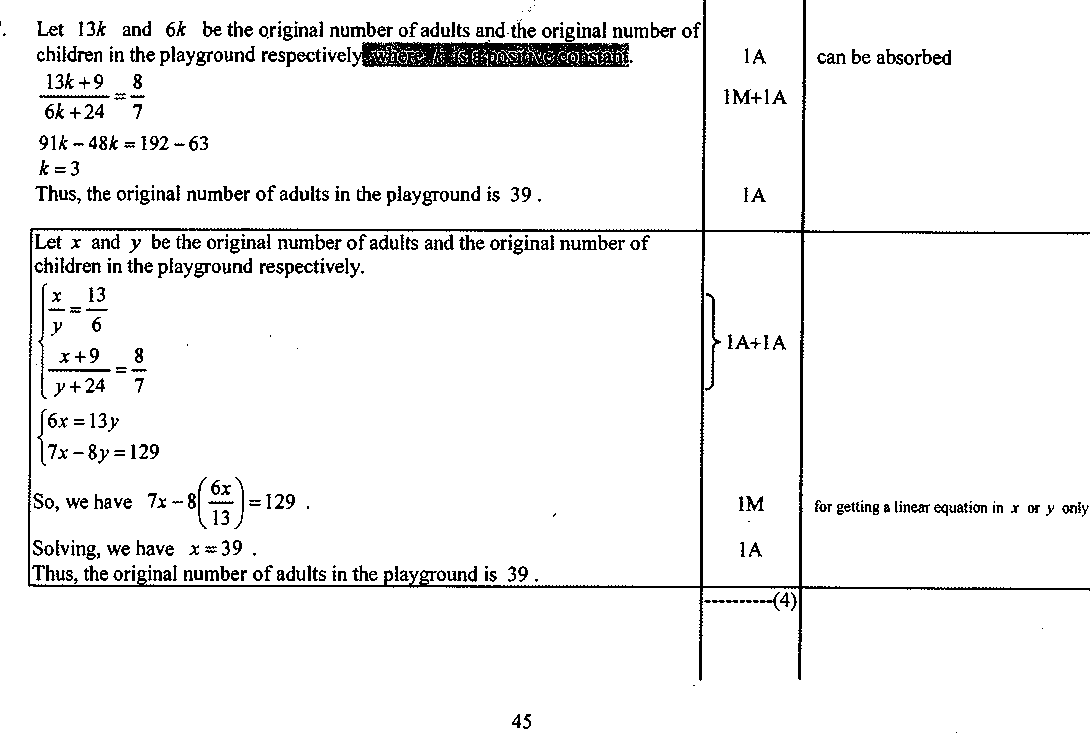 Let 13k and 6k be the original number of adults and the original number of
children in the playground respectively, where k is a positive constant.
1A
can be absorbed
(13k + 9)/(6k + 24) = 8/7
1M+1A
91k − 48k = 192 − 63
k = 3
Thus, the original number of adults in the playground is 39 .
1A
Let x and y be the original number of adults and the original number of
children in the playground respectively.
{ x/y = 13/6
(x + 9)/(y + 24) = 8/7
} 1A+1A
{ 6x = 13y
7x − 8y = 129
So, we have 7x − 8(6x/13) = 129 .
1M
for getting a linear equation in x or y only
Solving, we have x = 39 .
1A
Thus, the original number of adults in the playground is 39 .
----------(4)
45